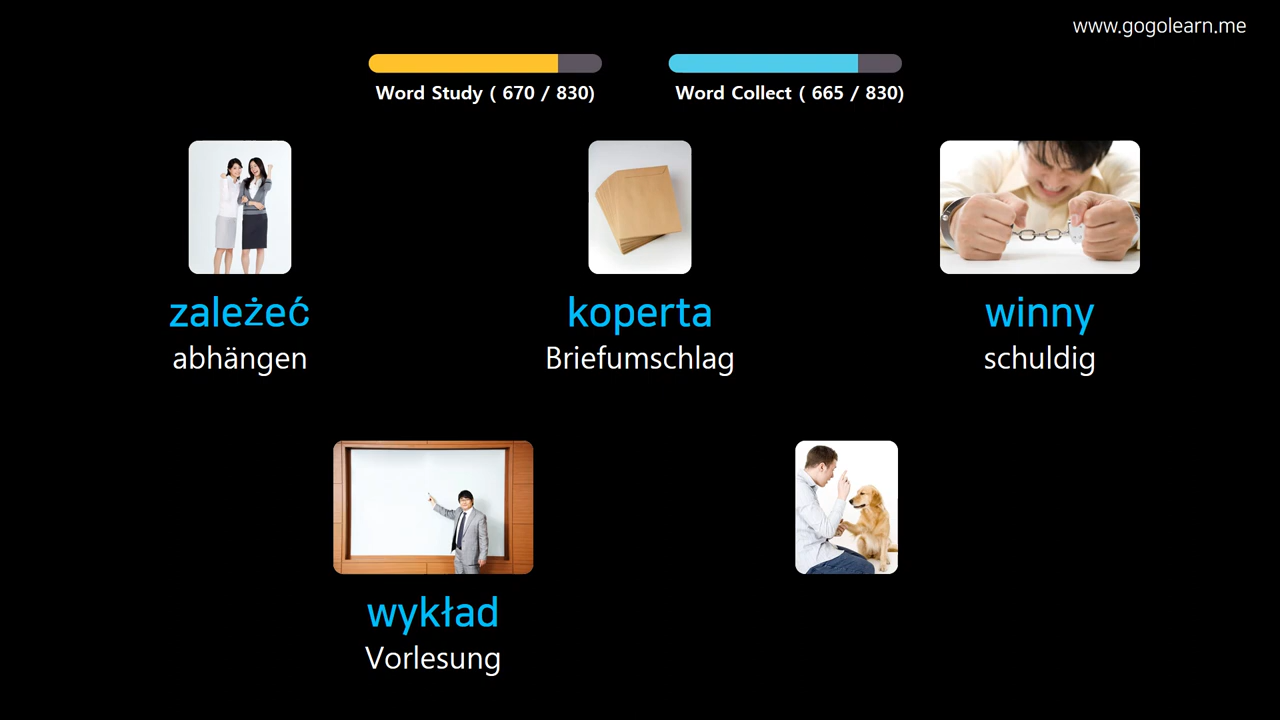 www.gogolearn.me
Word Study ( 670 / 830)
Word Collect ( 665 / 830)
zależeć
koperta
winny
abhängen
Briefumschlag
schuldig
wykład
Vorlesung